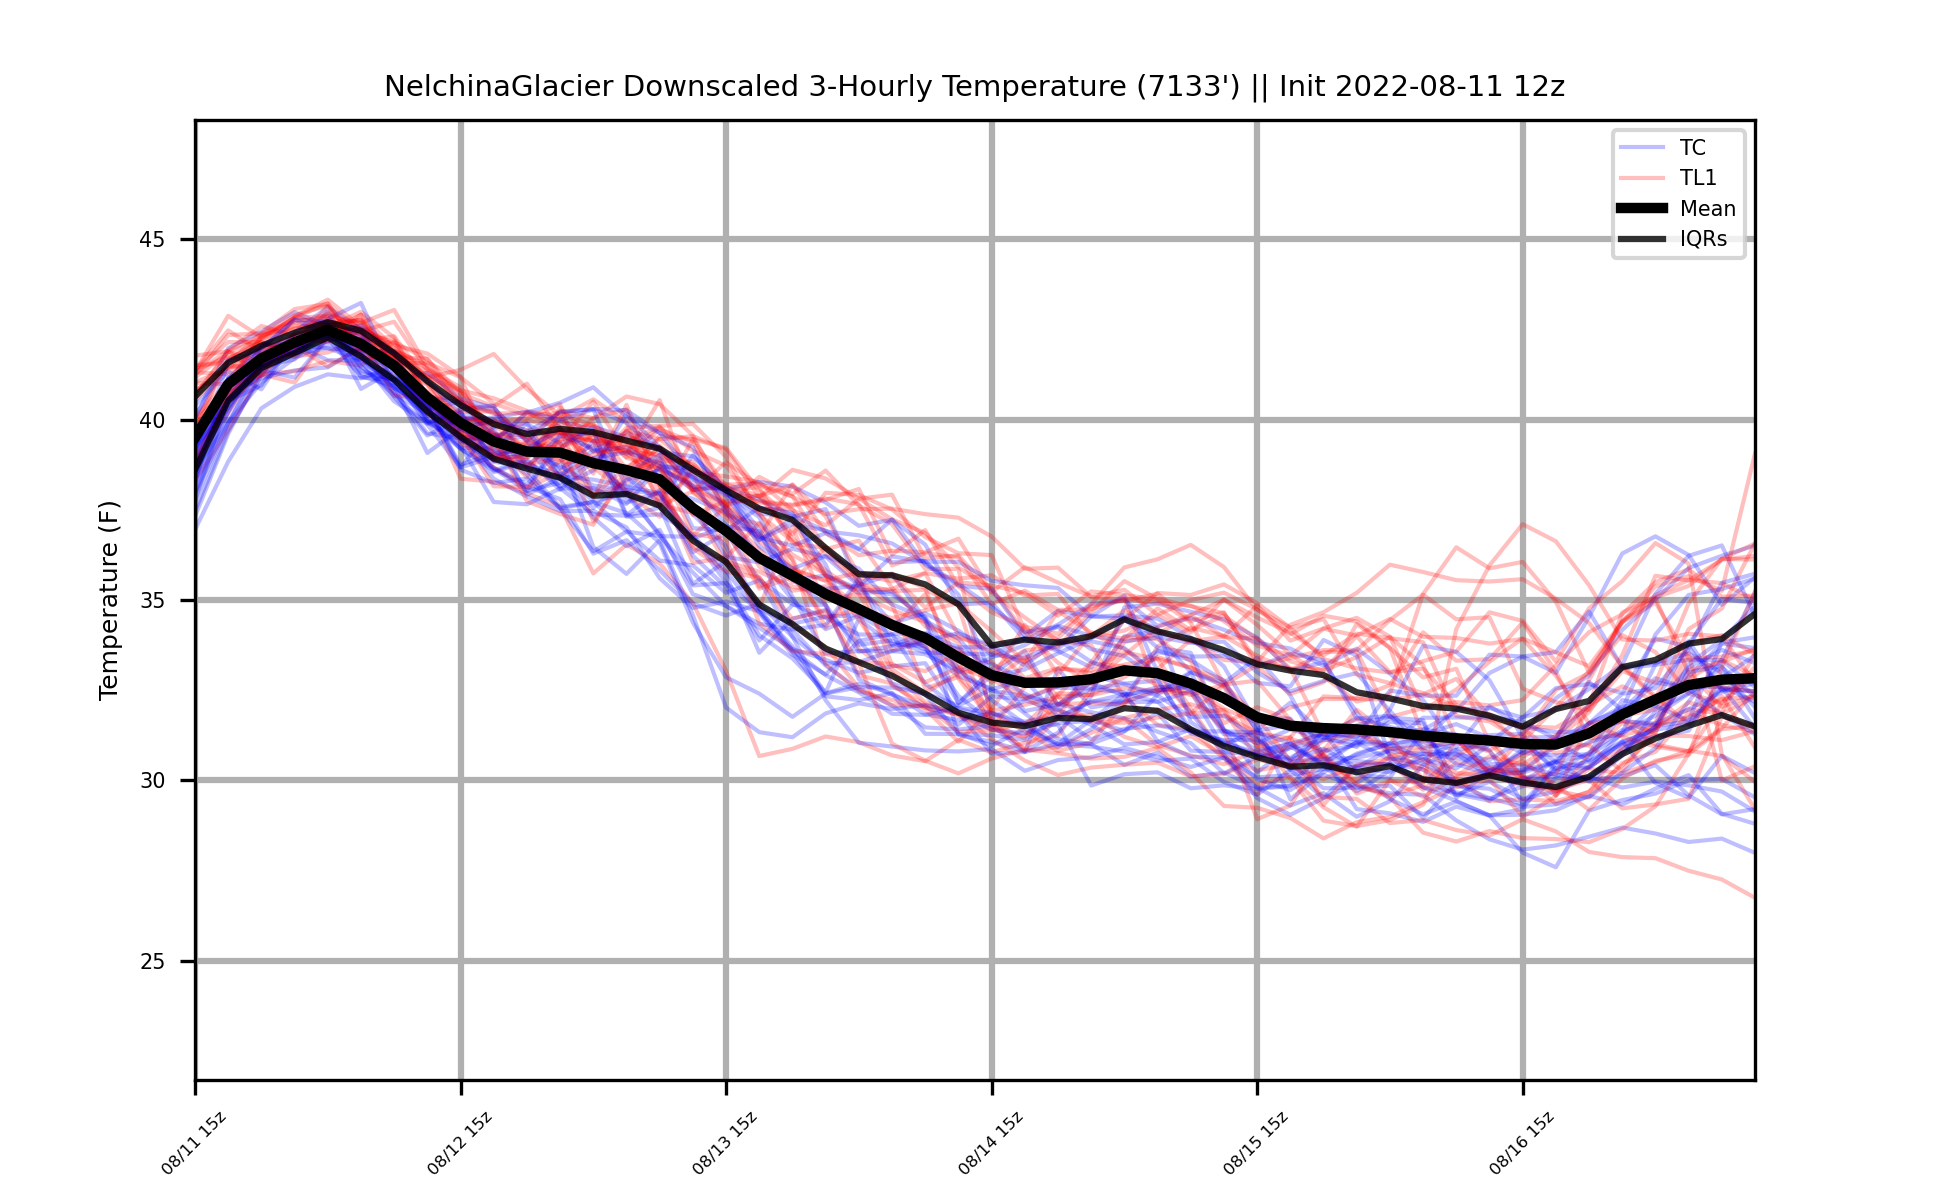 NelchinaGlacier Downscaled 3-Hourly Temperature (7133') || Init 2022-08-11 12z
TC
TL1
Mean
IQRs
Temperature (F)
45
40
35
30
25
08/11 15z
08/12 15z
08/13 15z
08/14 15z
08/15 15z
08/16 15z